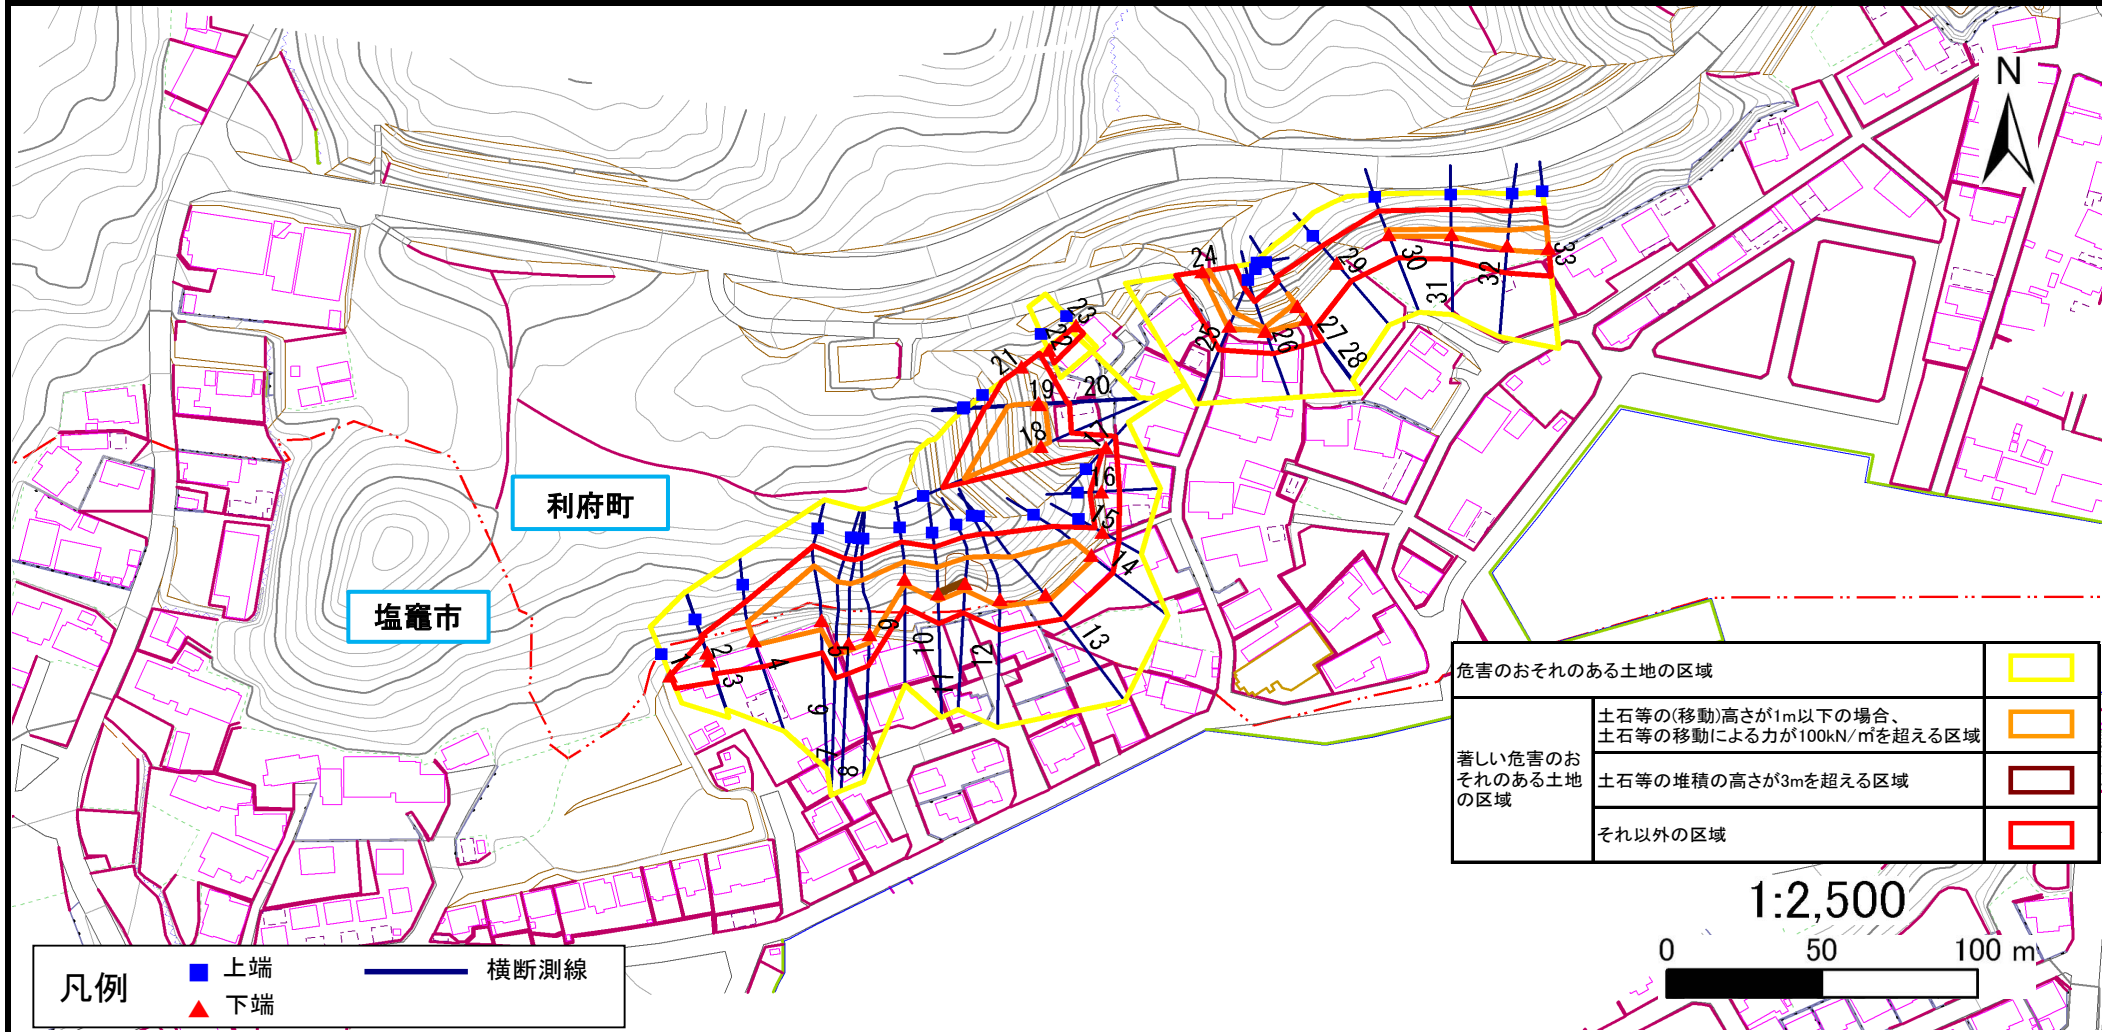 N
24
23
22
21
19
20
18
17
16
15
14
13
12
11
10
9
8
7
6
5
4
3
2
1
25
26
27
28
29
30
31
32
33
利府町
塩竈市
危害のおそれのある土地の区域
著しい危害のお
それのある土地
の区域
土石等の(移動)高さが1m以下の場合、
土石等の移動による力が100kN/㎡を超える区域
土石等の堆積の高さが3mを超える区域
それ以外の区域
1:2,500
0 50 100 m
凡例
上端
横断測線
下端